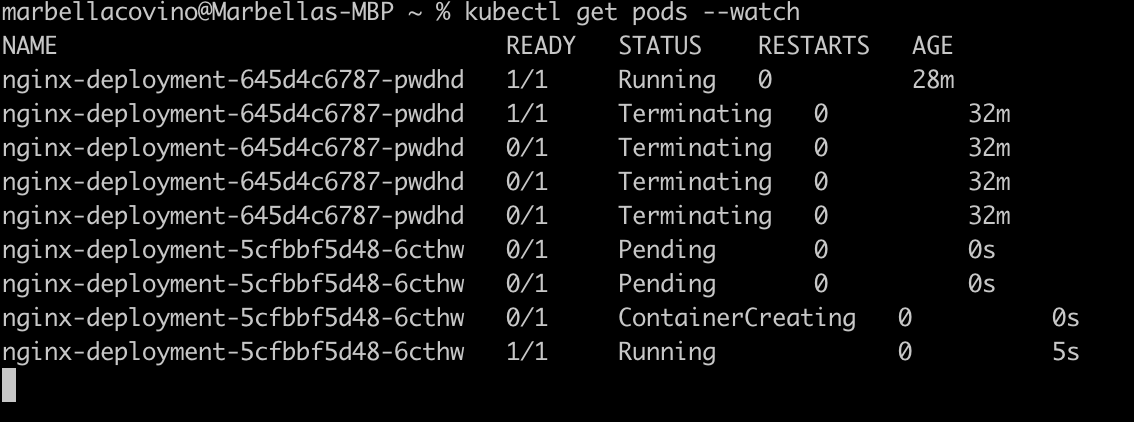 marbellacovino@Marbellas-MBP ~ % kubectl get pods --watch
NAME                                READY   STATUS    RESTARTS   AGE
nginx-deployment-645d4c6787-pwdhd   1/1     Running   0          28m
nginx-deployment-645d4c6787-pwdhd   1/1     Terminating   0          32m
nginx-deployment-645d4c6787-pwdhd   0/1     Terminating   0          32m
nginx-deployment-645d4c6787-pwdhd   0/1     Terminating   0          32m
nginx-deployment-645d4c6787-pwdhd   0/1     Terminating   0          32m
nginx-deployment-5cfbbf5d48-6cthw   0/1     Pending       0          0s
nginx-deployment-5cfbbf5d48-6cthw   0/1     Pending       0          0s
nginx-deployment-5cfbbf5d48-6cthw   0/1     ContainerCreating   0          0s
nginx-deployment-5cfbbf5d48-6cthw   1/1     Running             0          5s